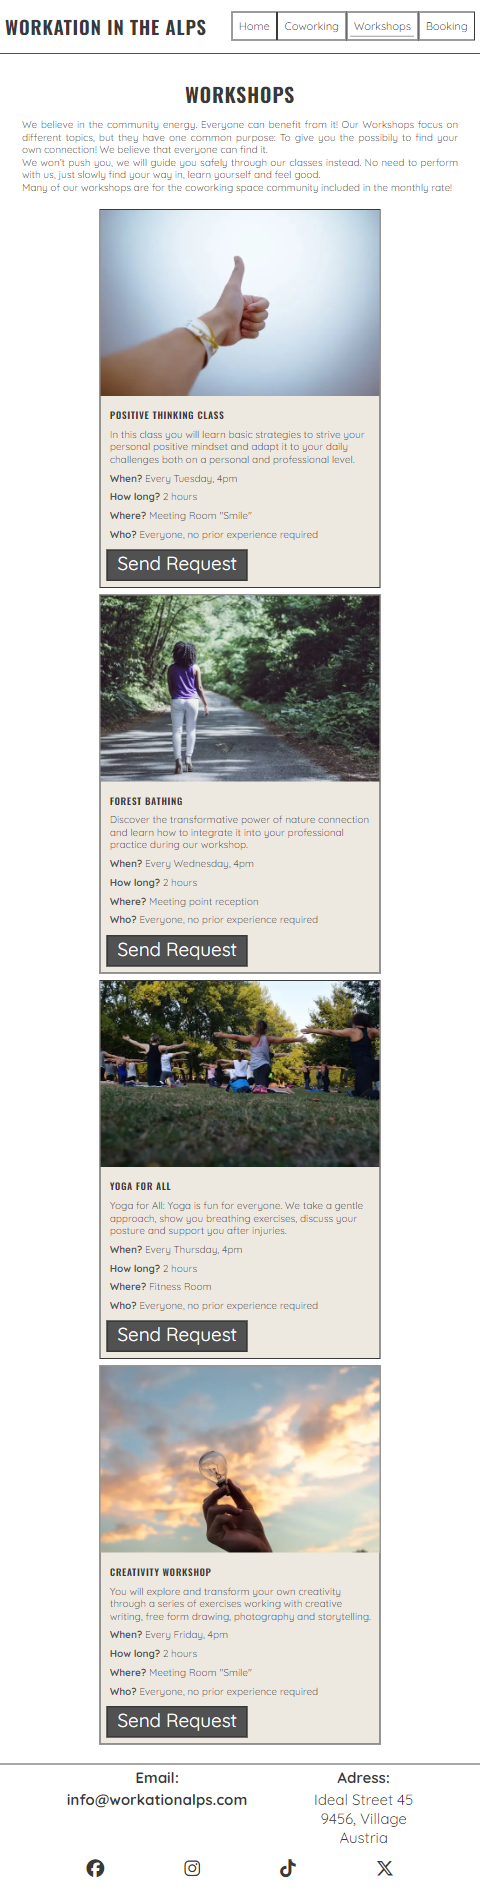 WORKATION IN THE ALPS
Home
Coworking
Workshops
Booking
WORKSHOPS
We believe in the community energy. Everyone can benefit from it! Our Workshops focus on
different topics, but they have one common purpose: To give you the possibily to find your
own connection! We believe that everyone can find it.
We won't push you, we will guide you safely through our classes instead. No need to perform
with us, just slowly find your way in, learn yourself and feel good.
Many of our workshops are for the coworking space community included in the monthly rate!
POSITIVE THINKING CLASS
In this class you will learn basic strategies to strive your
personal positive mindset and adapt it to your daily
challenges both on a personal and professional level.
When? Every Tuesday, 4pm
How long? 2 hours
Where? Meeting Room "Smile"
Who? Everyone, no prior experience required
Send Request
FOREST BATHING
Discover the transformative power of nature connection
and learn how to integrate it into your professional
practice during our workshop.
When? Every Wednesday, 4pm
How long? 2 hours
Where? Meeting point reception
Who? Everyone, no prior experience required
Send Request
YOGA FOR ALL
Yoga for All: Yoga is fun for everyone. We take a gentle
approach, show you breathing exercises, discuss your
posture and support you after injuries.
When? Every Thursday, 4pm
How long? 2 hours
Where? Fitness Room
Who? Everyone, no prior experience required
Send Request
CREATIVITY WORKSHOP
You will explore and transform your own creativity
through a series of exercises working with creative
writing, free form drawing, photography and storytelling.
When? Every Friday, 4pm
How long? 2 hours
Where? Meeting Room "Smile"
Who? Everyone, no prior experience required
Send Request
Email:
info@workationalps.com
Adress:
Ideal Street 45
9456, Village
Austria